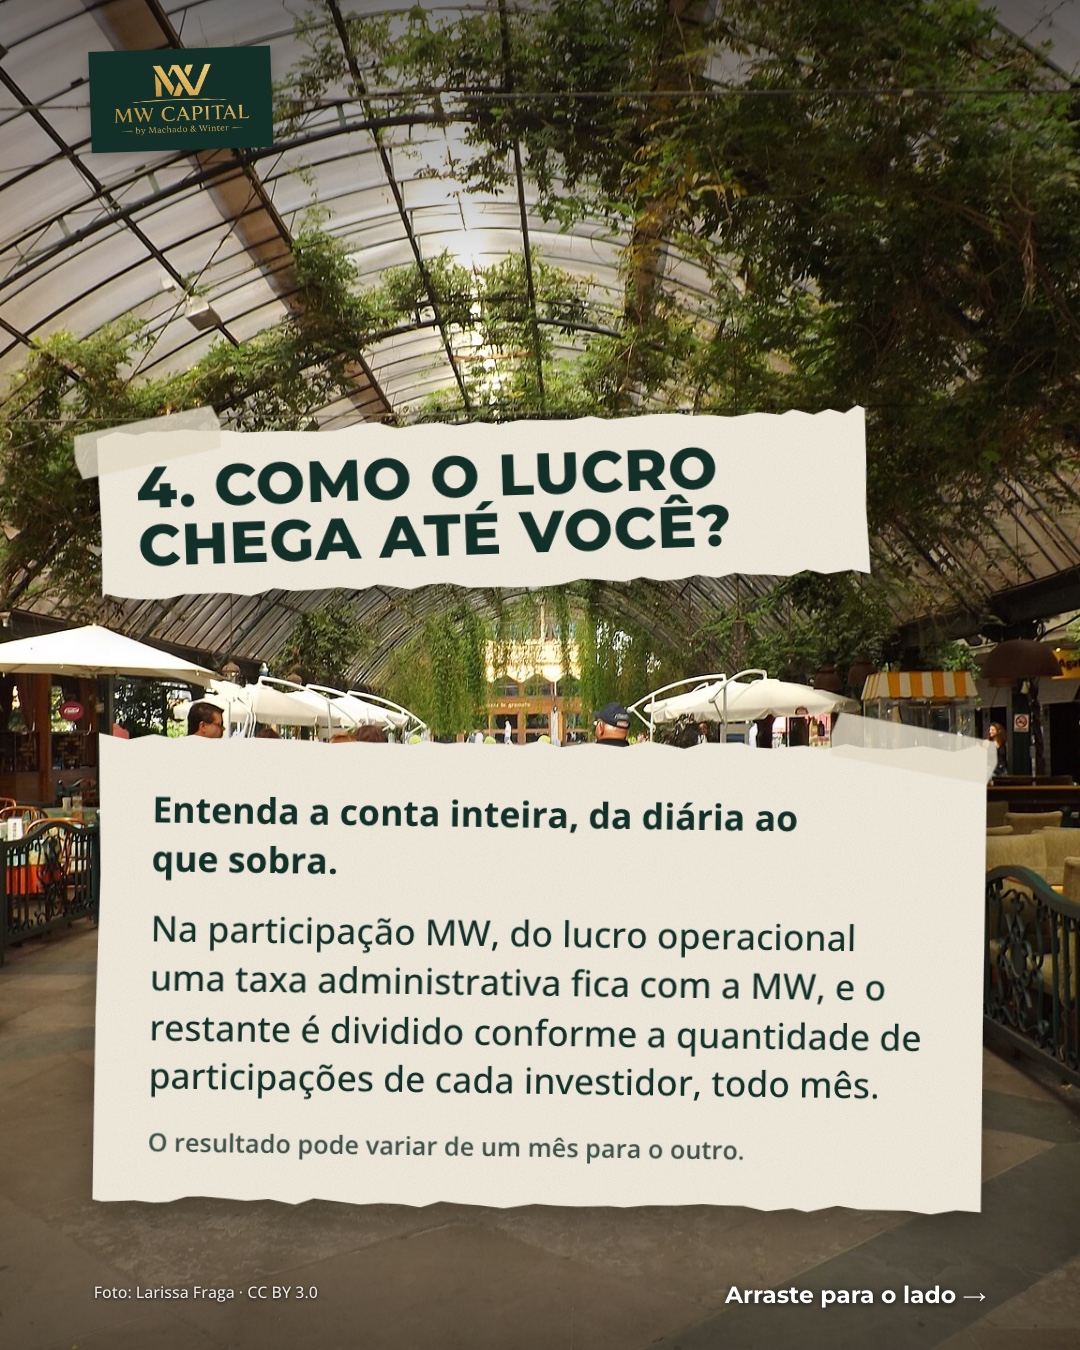 MW CAPITAL
by Machado & Winter
4. COMO O LUCRO
CHEGA ATÉ VOCÊ?
Entenda a conta inteira, da diária ao
que sobra.
Na participação MW, do lucro operacional
uma taxa administrativa fica com a MW, e o
restante é dividido conforme a quantidade de
participações de cada investidor, todo mês.
O resultado pode variar de um mês para o outro.
Foto: Larissa Fraga · CC BY 3.0
Arraste para o lado →